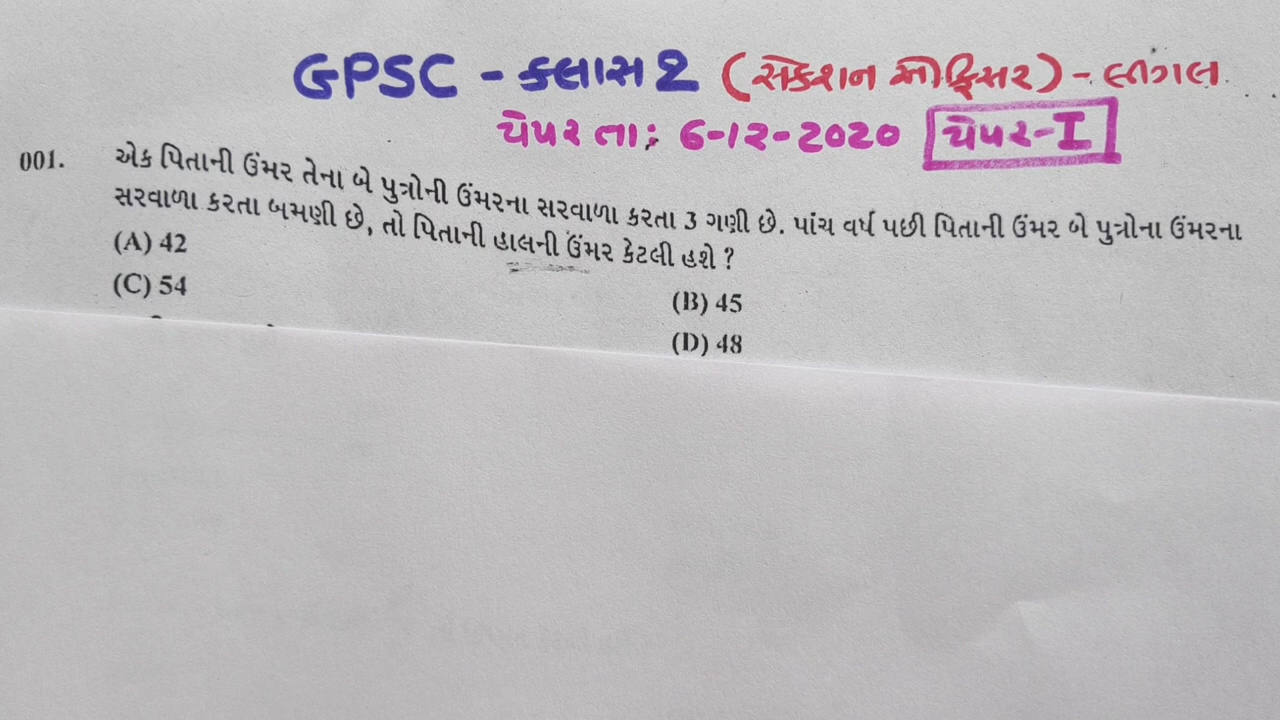 GPSC - ક્લાસ 2 (સેકશન ઓફિસર) - લીગલ
પેપર તા: 6-12-2020 પેપર-I
001. એક પિતાની ઉંમર તેના બે પુત્રોની ઉંમરના સરવાળા કરતા 3 ગણી છે. પાંચ વર્ષ પછી પિતાની ઉંમર બે પુત્રોના ઉંમરના
સરવાળા કરતા બમણી છે, તો પિતાની હાલની ઉંમર કેટલી હશે ?
(A) 42
(B) 45
(C) 54
(D) 48